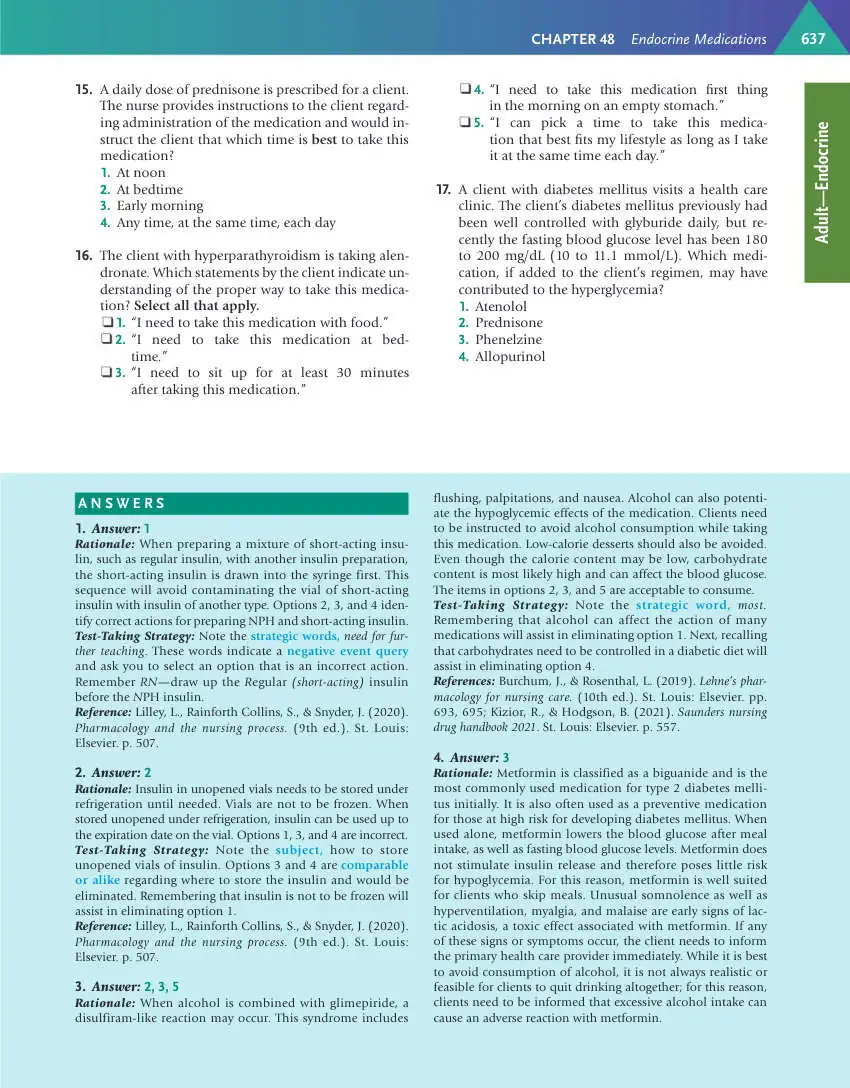 CHAPTER 48 Endocrine Medications 637
15. A daily dose of prednisone is prescribed for a client.
The nurse provides instructions to the client regard-
ing administration of the medication and would in-
struct the client that which time is best to take this
medication?
1. At noon
2. At bedtime
3. Early morning
4. Any time, at the same time, each day
16. The client with hyperparathyroidism is taking alen-
dronate. Which statements by the client indicate un-
derstanding of the proper way to take this medica-
tion? Select all that apply.
❑ 1. “I need to take this medication with food.”
❑ 2. “I need to take this medication at bed-
time.”
❑ 3. “I need to sit up for at least 30 minutes
after taking this medication.”
❑ 4. “I need to take this medication first thing
in the morning on an empty stomach.”
❑ 5. “I can pick a time to take this medica-
tion that best fits my lifestyle as long as I take
it at the same time each day.”
17. A client with diabetes mellitus visits a health care
clinic. The client’s diabetes mellitus previously had
been well controlled with glyburide daily, but re-
cently the fasting blood glucose level has been 180
to 200 mg/dL (10 to 11.1 mmol/L). Which medi-
cation, if added to the client’s regimen, may have
contributed to the hyperglycemia?
1. Atenolol
2. Prednisone
3. Phenelzine
4. Allopurinol
Adult—Endocrine
ANSWERS
1. Answer: 1
Rationale: When preparing a mixture of short-acting insu-
lin, such as regular insulin, with another insulin preparation,
the short-acting insulin is drawn into the syringe first. This
sequence will avoid contaminating the vial of short-acting
insulin with insulin of another type. Options 2, 3, and 4 iden-
tify correct actions for preparing NPH and short-acting insulin.
Test-Taking Strategy: Note the strategic words, need for fur-
ther teaching. These words indicate a negative event query
and ask you to select an option that is an incorrect action.
Remember RN—draw up the Regular (short-acting) insulin
before the NPH insulin.
Reference: Lilley, L., Rainforth Collins, S., & Snyder, J. (2020).
Pharmacology and the nursing process. (9th ed.). St. Louis:
Elsevier. p. 507.
2. Answer: 2
Rationale: Insulin in unopened vials needs to be stored under
refrigeration until needed. Vials are not to be frozen. When
stored unopened under refrigeration, insulin can be used up to
the expiration date on the vial. Options 1, 3, and 4 are incorrect.
Test-Taking Strategy: Note the subject, how to store
unopened vials of insulin. Options 3 and 4 are comparable
or alike regarding where to store the insulin and would be
eliminated. Remembering that insulin is not to be frozen will
assist in eliminating option 1.
Reference: Lilley, L., Rainforth Collins, S., & Snyder, J. (2020).
Pharmacology and the nursing process. (9th ed.). St. Louis:
Elsevier. p. 507.
3. Answer: 2, 3, 5
Rationale: When alcohol is combined with glimepiride, a
disulfiram-like reaction may occur. This syndrome includes
flushing, palpitations, and nausea. Alcohol can also potenti-
ate the hypoglycemic effects of the medication. Clients need
to be instructed to avoid alcohol consumption while taking
this medication. Low-calorie desserts should also be avoided.
Even though the calorie content may be low, carbohydrate
content is most likely high and can affect the blood glucose.
The items in options 2, 3, and 5 are acceptable to consume.
Test-Taking Strategy: Note the strategic word, most.
Remembering that alcohol can affect the action of many
medications will assist in eliminating option 1. Next, recalling
that carbohydrates need to be controlled in a diabetic diet will
assist in eliminating option 4.
References: Burchum, J., & Rosenthal, L. (2019). Lehne’s phar-
macology for nursing care. (10th ed.). St. Louis: Elsevier. pp.
693, 695; Kizior, R., & Hodgson, B. (2021). Saunders nursing
drug handbook 2021. St. Louis: Elsevier. p. 557.
4. Answer: 3
Rationale: Metformin is classified as a biguanide and is the
most commonly used medication for type 2 diabetes melli-
tus initially. It is also often used as a preventive medication
for those at high risk for developing diabetes mellitus. When
used alone, metformin lowers the blood glucose after meal
intake, as well as fasting blood glucose levels. Metformin does
not stimulate insulin release and therefore poses little risk
for hypoglycemia. For this reason, metformin is well suited
for clients who skip meals. Unusual somnolence as well as
hyperventilation, myalgia, and malaise are early signs of lac-
tic acidosis, a toxic effect associated with metformin. If any
of these signs or symptoms occur, the client needs to inform
the primary health care provider immediately. While it is best
to avoid consumption of alcohol, it is not always realistic or
feasible for clients to quit drinking altogether; for this reason,
clients need to be informed that excessive alcohol intake can
cause an adverse reaction with metformin.